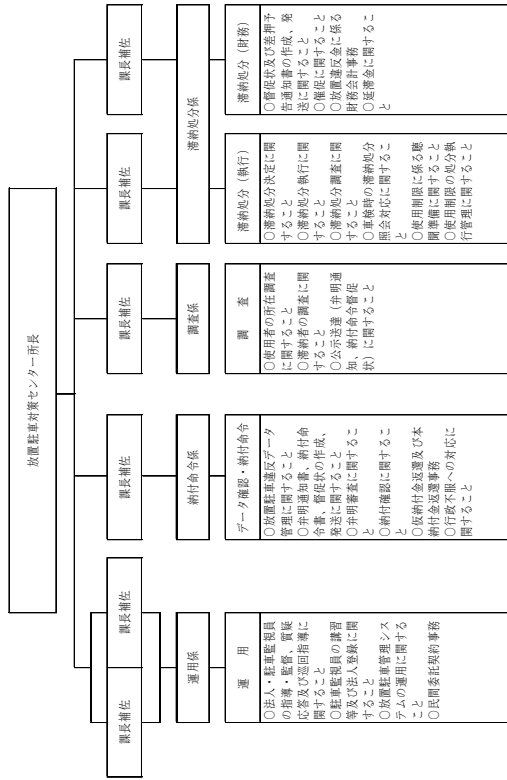 放置駐車対策センター所長
課長補佐
課長補佐
運用係
運　用
○法人・駐車監視員
の指導・監督、質疑
応答及び巡回指導に
関すること
○駐車監視員の講習
等及び法人登録に関
すること
○放置駐車管理シス
テムの運用に関する
こと
○民間委託契約事務
課長補佐
納付命令係
データ確認・納付命令
○放置駐車違反データ
管理に関すること
○弁明通知書、納付命
令書、督促状の作成、
発送に関すること
○弁明審査に関するこ
と
○納付確認に関するこ
と
○仮納付金返還及び本
納付金返還事務
○行政不服への対応に
関すること
課長補佐
調査係
調　査
○使用者の所在調査
に関すること
○滞納者の調査に関
すること
○公示送達（弁明通
知、納付命令督促
状）に関すること
課長補佐
課長補佐
滞納処分係
滞納処分（執行）
○滞納処分決定に関
すること
○滞納処分執行に関
すること
○滞納処分調査に関
すること
○車検時の滞納処分
照会対応に関するこ
と
○使用制限に係る聴
聞準備に関すること
○使用制限の処分執
行管理に関すること
滞納処分（財務）
○督促状及び差押予
告通知書の作成、発
送に関すること
○催促に関すること
○放置違反金に係る
財務会計事務
○延滞金に関するこ
と